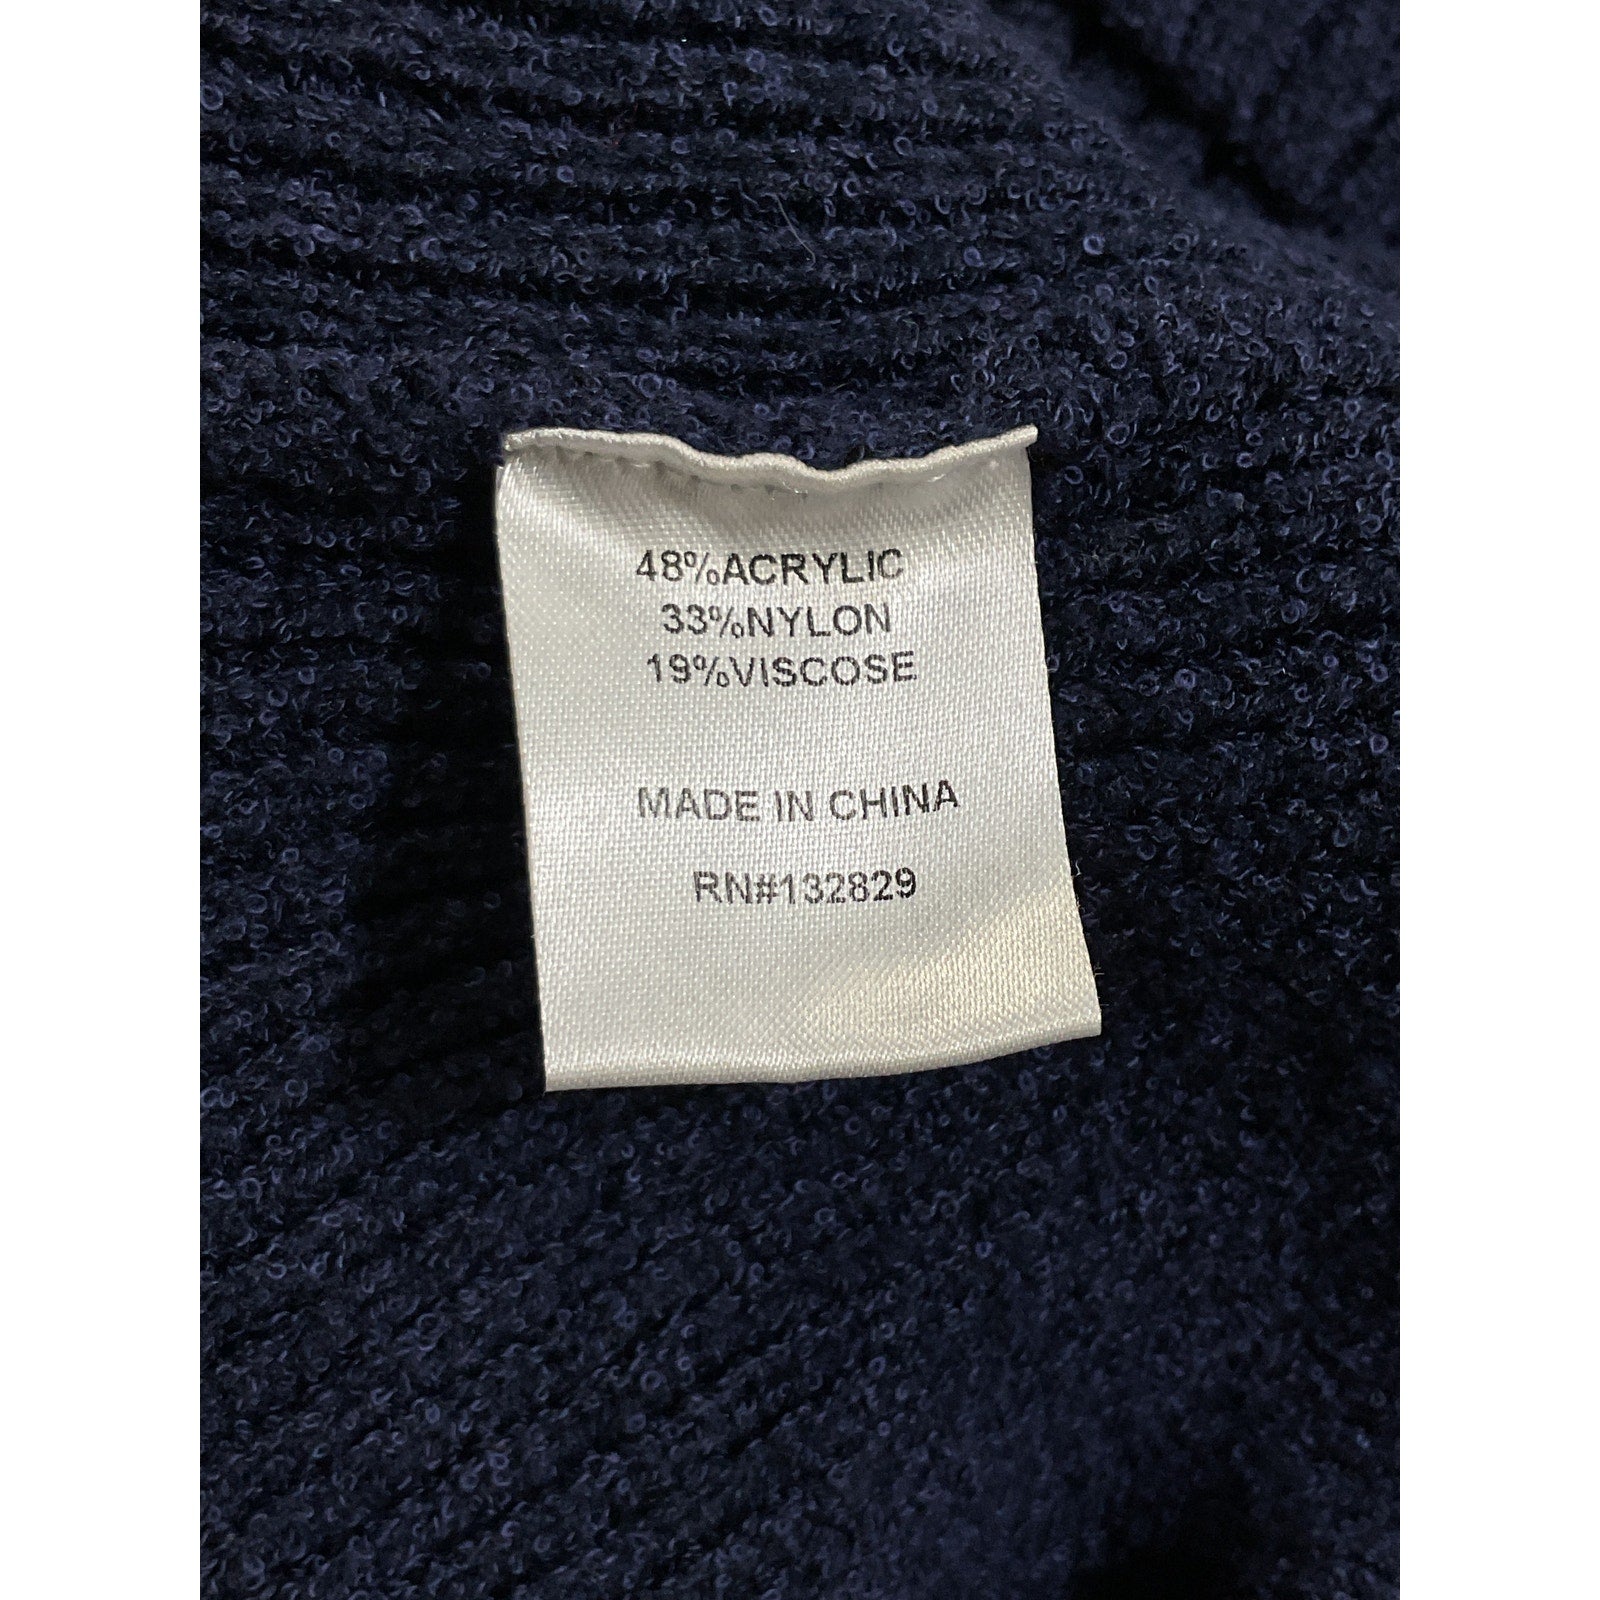 48%ACRYLIC
33%NYLON
19%VISCOSE
MADE IN CHINA
RN#132829